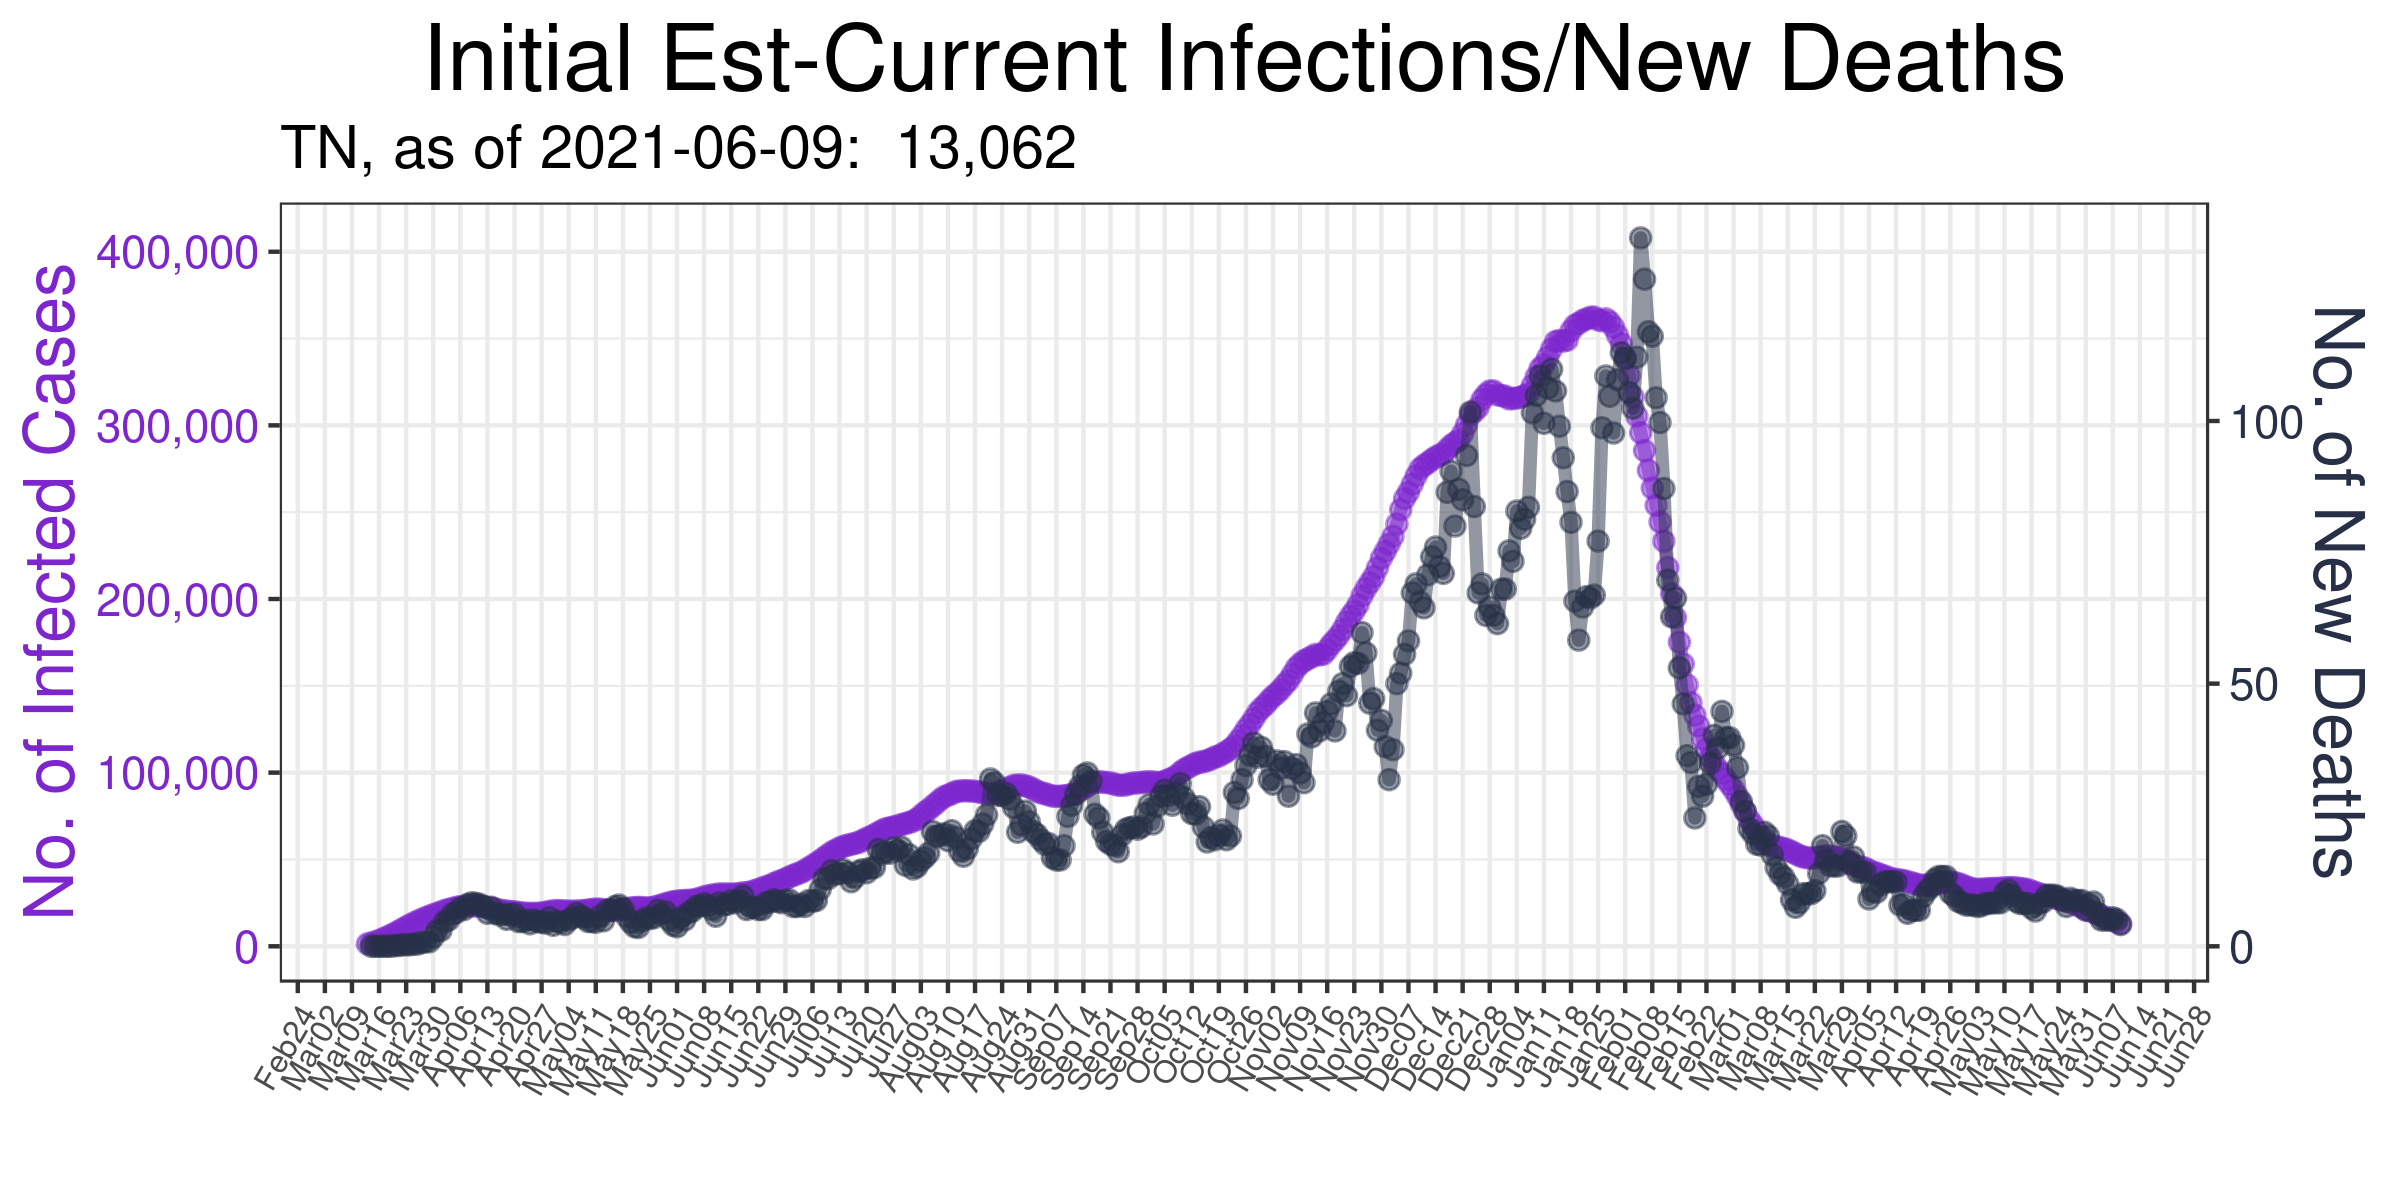 Initial Est-Current Infections/New Deaths
TN, as of 2021-06-09:  13,062
No. of Infected Cases
400,000
300,000
200,000
100,000
0
No. of New Deaths
100
50
0
Feb24
Mar02
Mar09
Mar16
Mar23
Mar30
Apr06
Apr13
Apr20
Apr27
May04
May11
May18
May25
Jun01
Jun08
Jun15
Jun22
Jun29
Jul06
Jul13
Jul20
Jul27
Aug03
Aug10
Aug17
Aug24
Aug31
Sep07
Sep14
Sep21
Sep28
Oct05
Oct12
Oct19
Oct26
Nov02
Nov09
Nov16
Nov23
Nov30
Dec07
Dec14
Dec21
Dec28
Jan04
Jan11
Jan18
Jan25
Feb01
Feb08
Feb15
Feb22
Mar01
Mar08
Mar15
Mar22
Mar29
Apr05
Apr12
Apr19
Apr26
May03
May10
May17
May24
May31
Jun07
Jun14
Jun21
Jun28